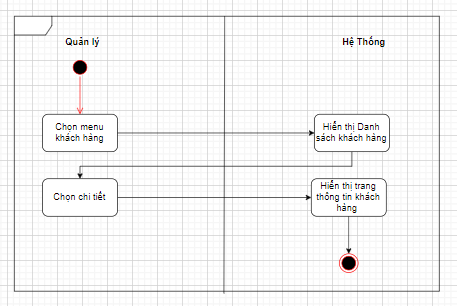 Quản lý
Hệ Thống
Chọn menu
khách hàng
Hiển thị Danh
sách khách hàng
Chọn chi tiết
Hiển thị trang
thông tin khách
hàng